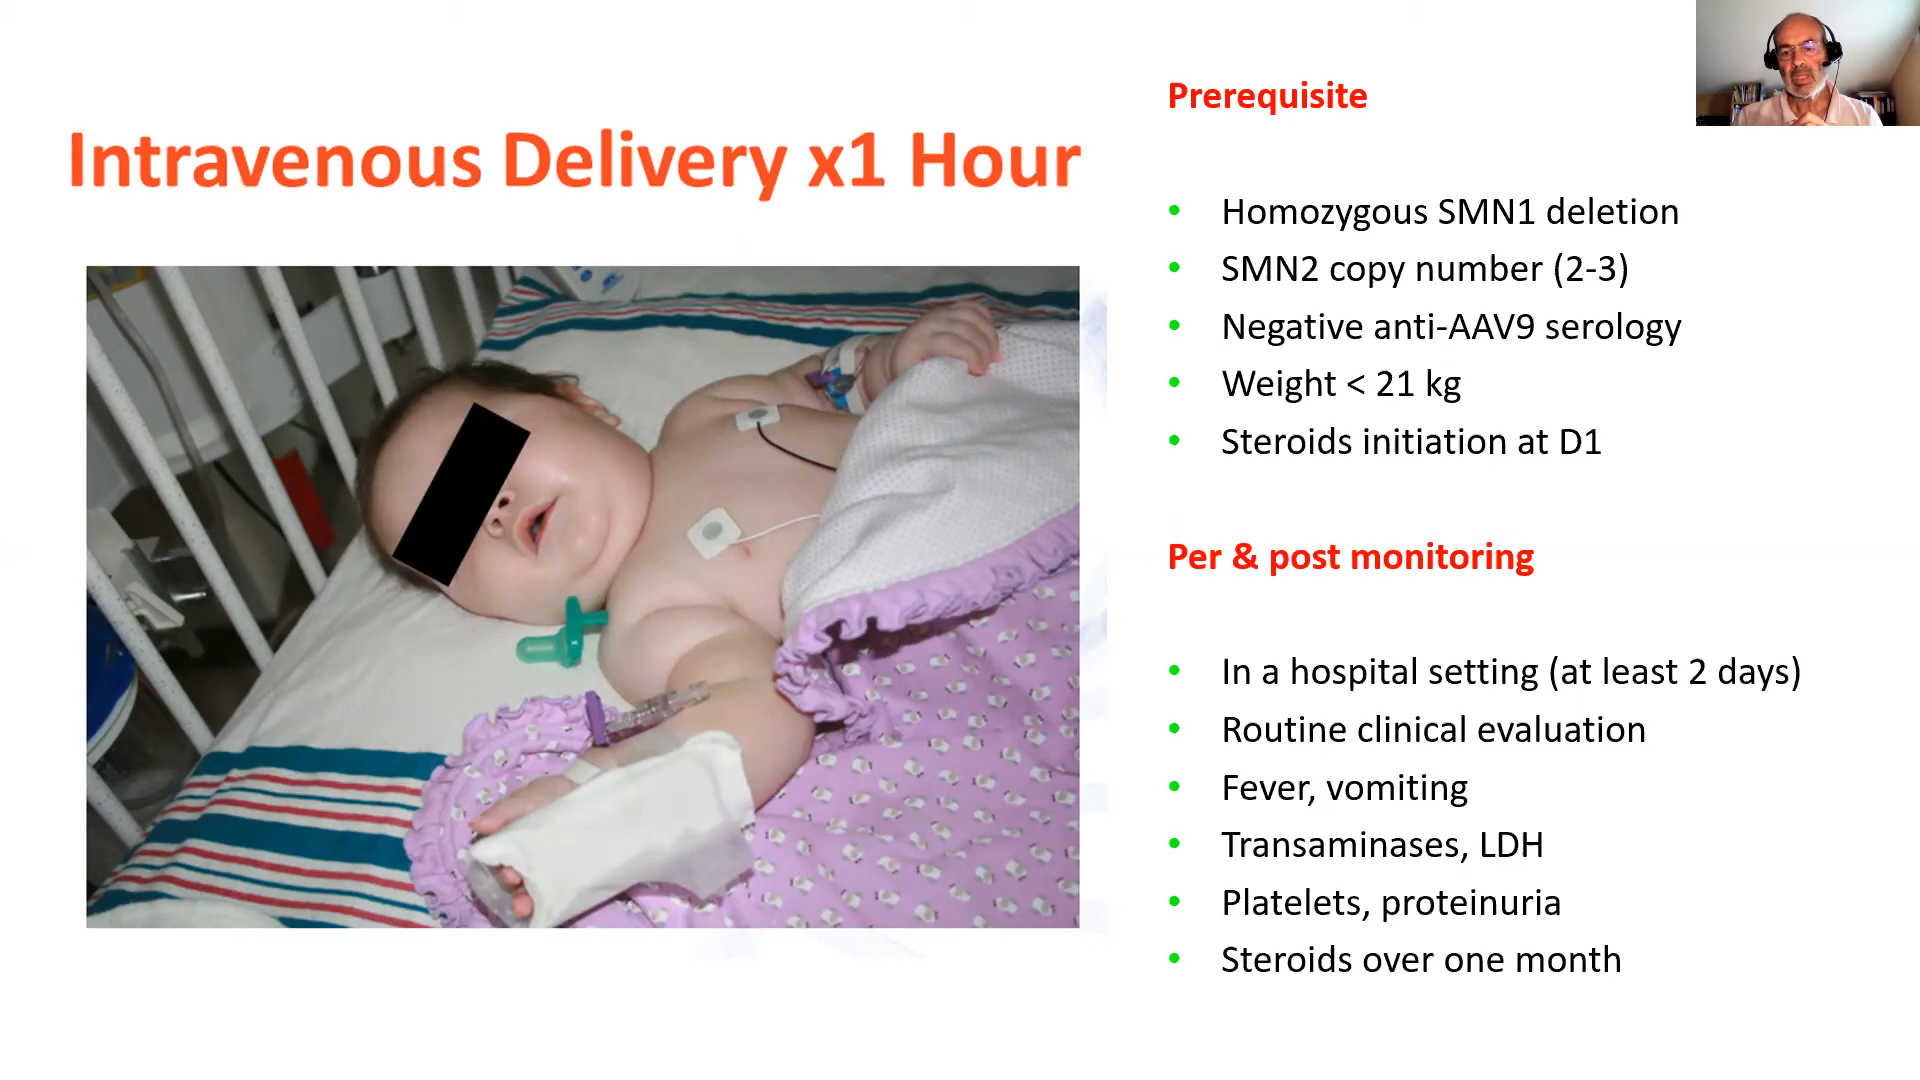 Intravenous Delivery x1 Hour
Prerequisite
• Homozygous SMN1 deletion
• SMN2 copy number (2-3)
• Negative anti-AAV9 serology
• Weight < 21 kg
• Steroids initiation at D1
Per & post monitoring
• In a hospital setting (at least 2 days)
• Routine clinical evaluation
• Fever, vomiting
• Transaminases, LDH
• Platelets, proteinuria
• Steroids over one month